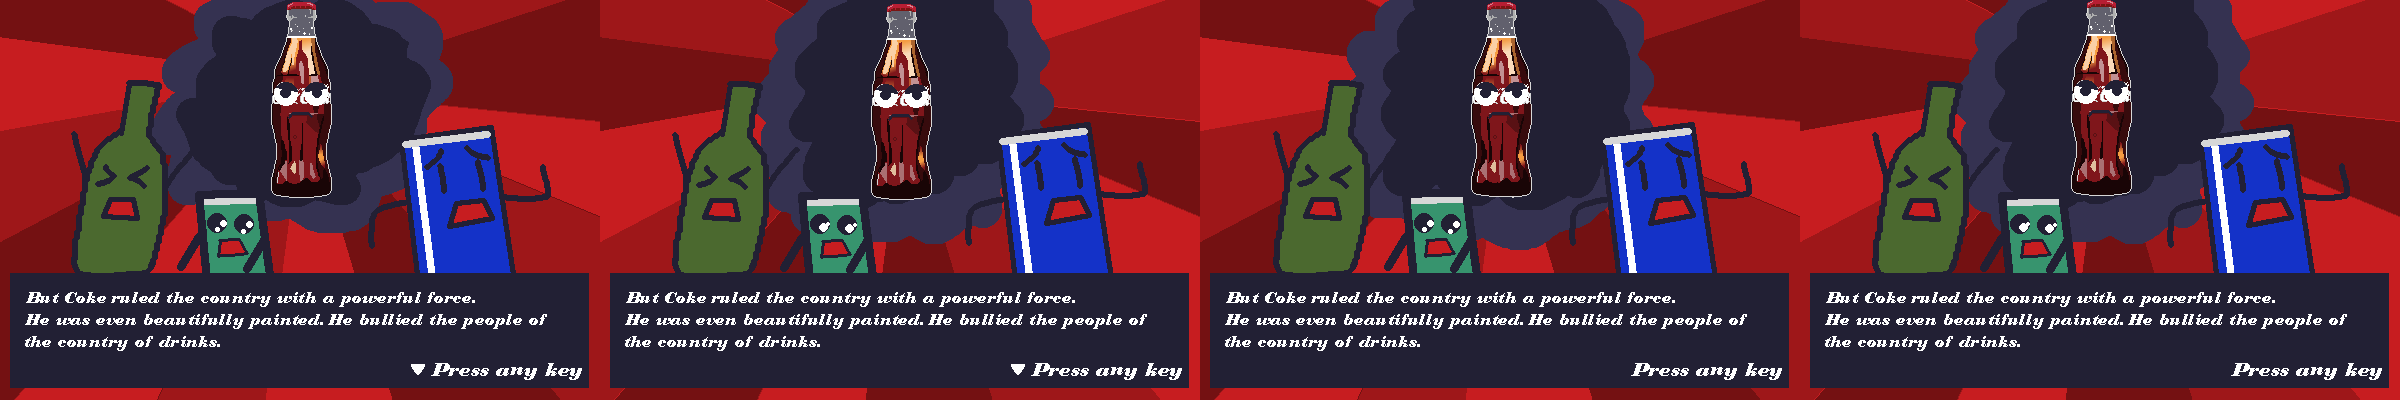 But Coke ruled the country with a powerful force.
He was even beautifully painted. He bullied the people of
the country of drinks.
♥ Press any key
But Coke ruled the country with a powerful force.
He was even beautifully painted. He bullied the people of
the country of drinks.
♥ Press any key
But Coke ruled the country with a powerful force.
He was even beautifully painted. He bullied the people of
the country of drinks.
Press any key
But Coke ruled the country with a powerful force.
He was even beautifully painted. He bullied the people of
the country of drinks.
Press any key